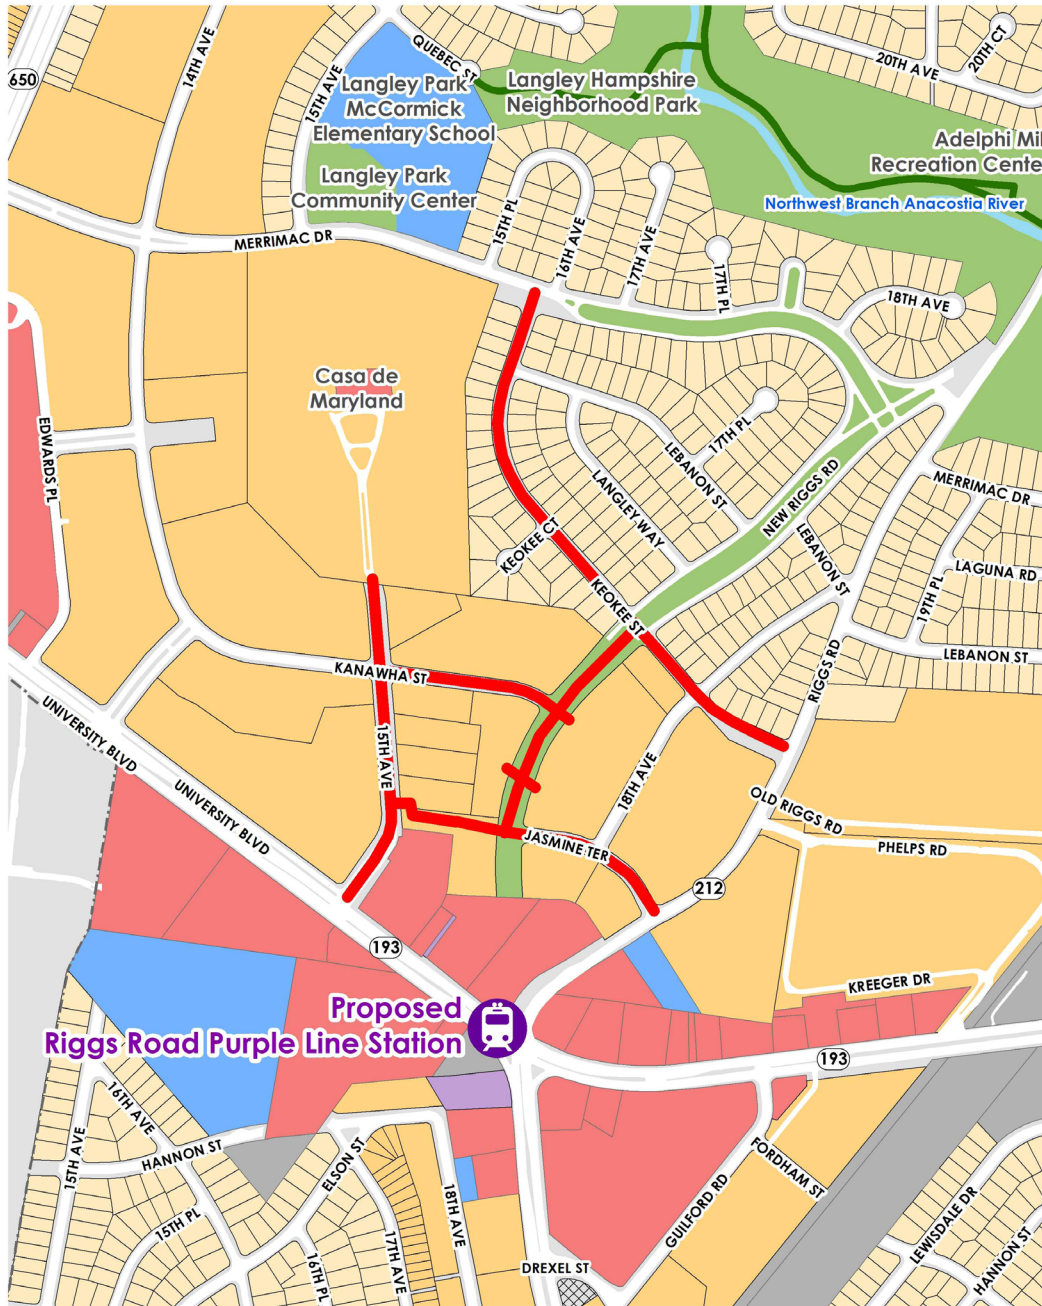 14TH AVE
15TH AVE
QUEBEC ST
20TH AVE
20TH CT
650
Langley Park
McCormick
Elementary School
Langley Hampshire
Neighborhood Park
Adelphi Mil
Recreation Cente
Langley Park
Community Center
Northwest Branch Anacostia River
MERRIMAC DR
15TH PL
16TH AVE
17TH AVE
17TH PL
18TH AVE
Casa de
Maryland
EDWARDS PL
17TH PL
LEBANON ST
LANGLEY WAY
NEW RIGGS RD
MERRIMAC DR
KEOKEE CT
KEOKEE ST
LEBANON ST
LAGUNA RD
19TH PL
LEBANON ST
RIGGS RD
KANAWHA ST
UNIVERSITY BLVD
15TH AVE
18TH AVE
UNIVERSITY BLVD
OLD RIGGS RD
JASMINE TER
PHELPS RD
212
193
KREEGER DR
Proposed
Riggs Road Purple Line Station
193
16TH AVE
15TH AVE
HANNON ST
ELSON ST
FORDHAM ST
15TH PL
18TH AVE
GUILFORD RD
LEWISDALE DR
16TH PL
17TH AVE
DREXEL ST
HANNON ST